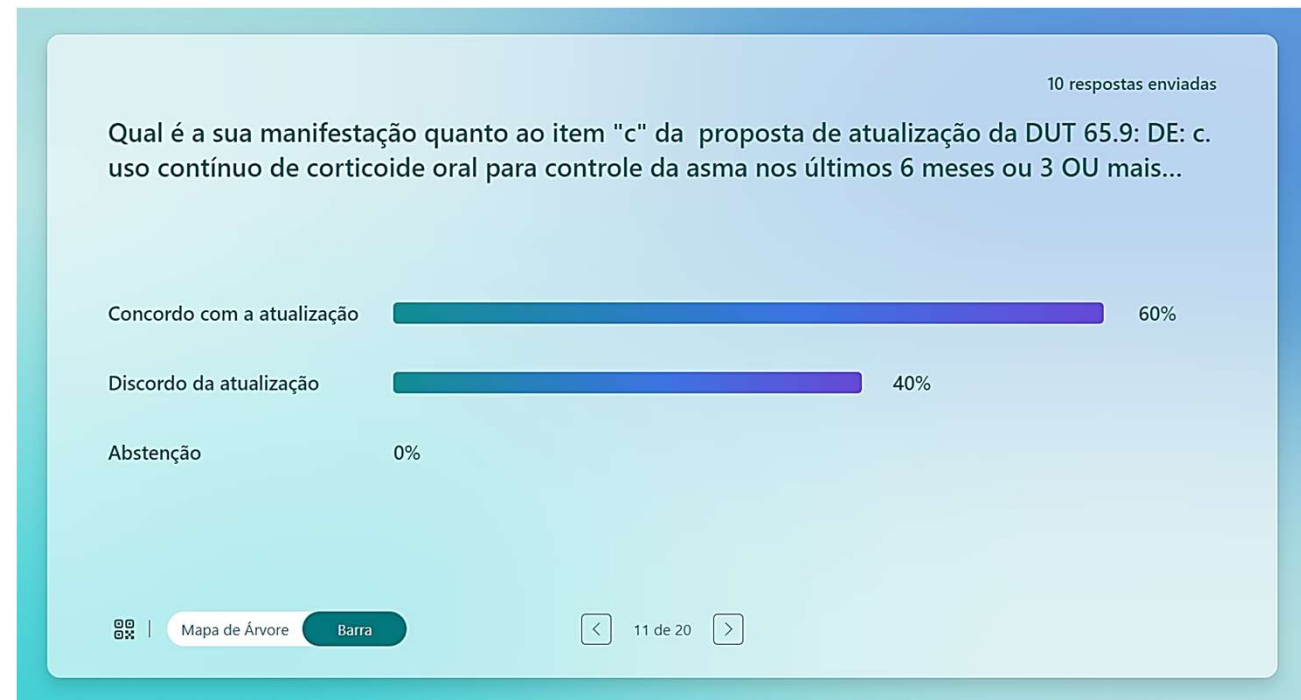 10 respostas enviadas
Qual é a sua manifestação quanto ao item "c" da proposta de atualização da DUT 65.9: DE: c.
uso contínuo de corticoide oral para controle da asma nos últimos 6 meses ou 3 OU mais...
Concordo com a atualização 60%
Discordo da atualização 40%
Abstenção 0%
Mapa de Árvore Barra 11 de 20